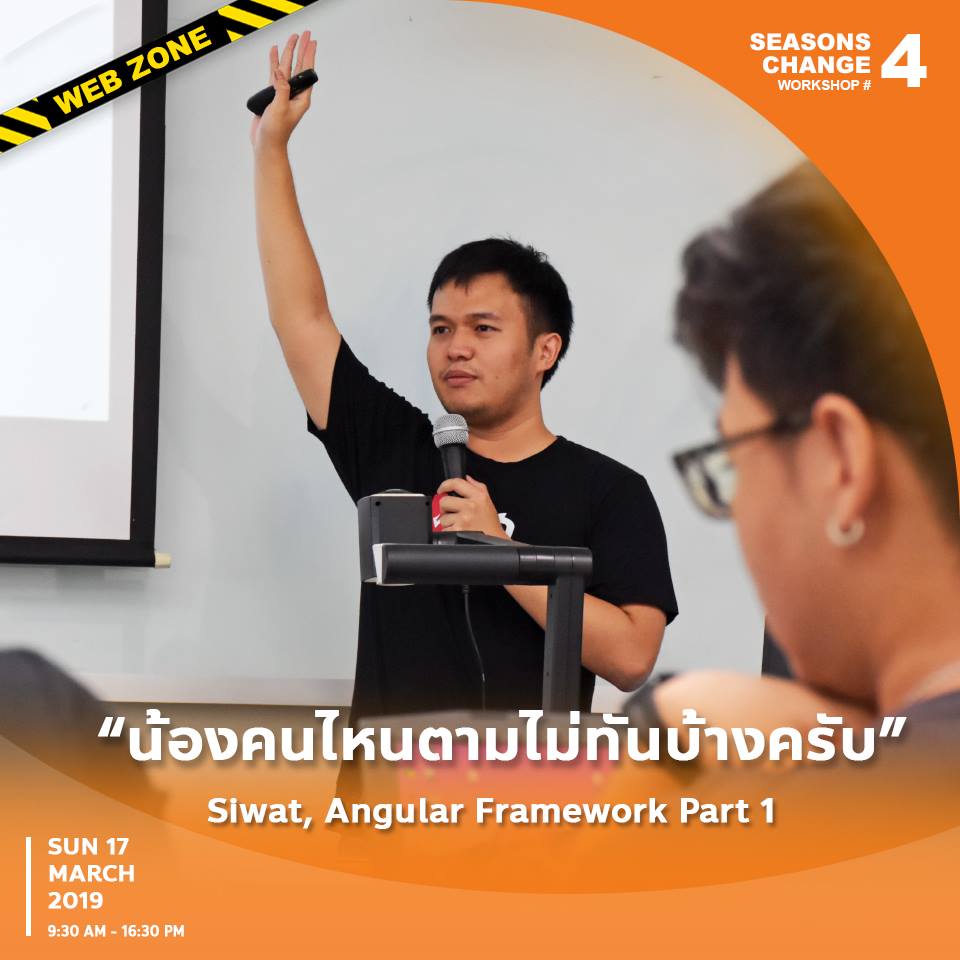 WEB ZONE
SEASONS
CHANGE
WORKSHOP # 4
“น้องคนไหนตามไม่ทันบ้างครับ”
Siwat, Angular Framework Part 1
SUN 17
MARCH
2019
9:30 AM - 16:30 PM